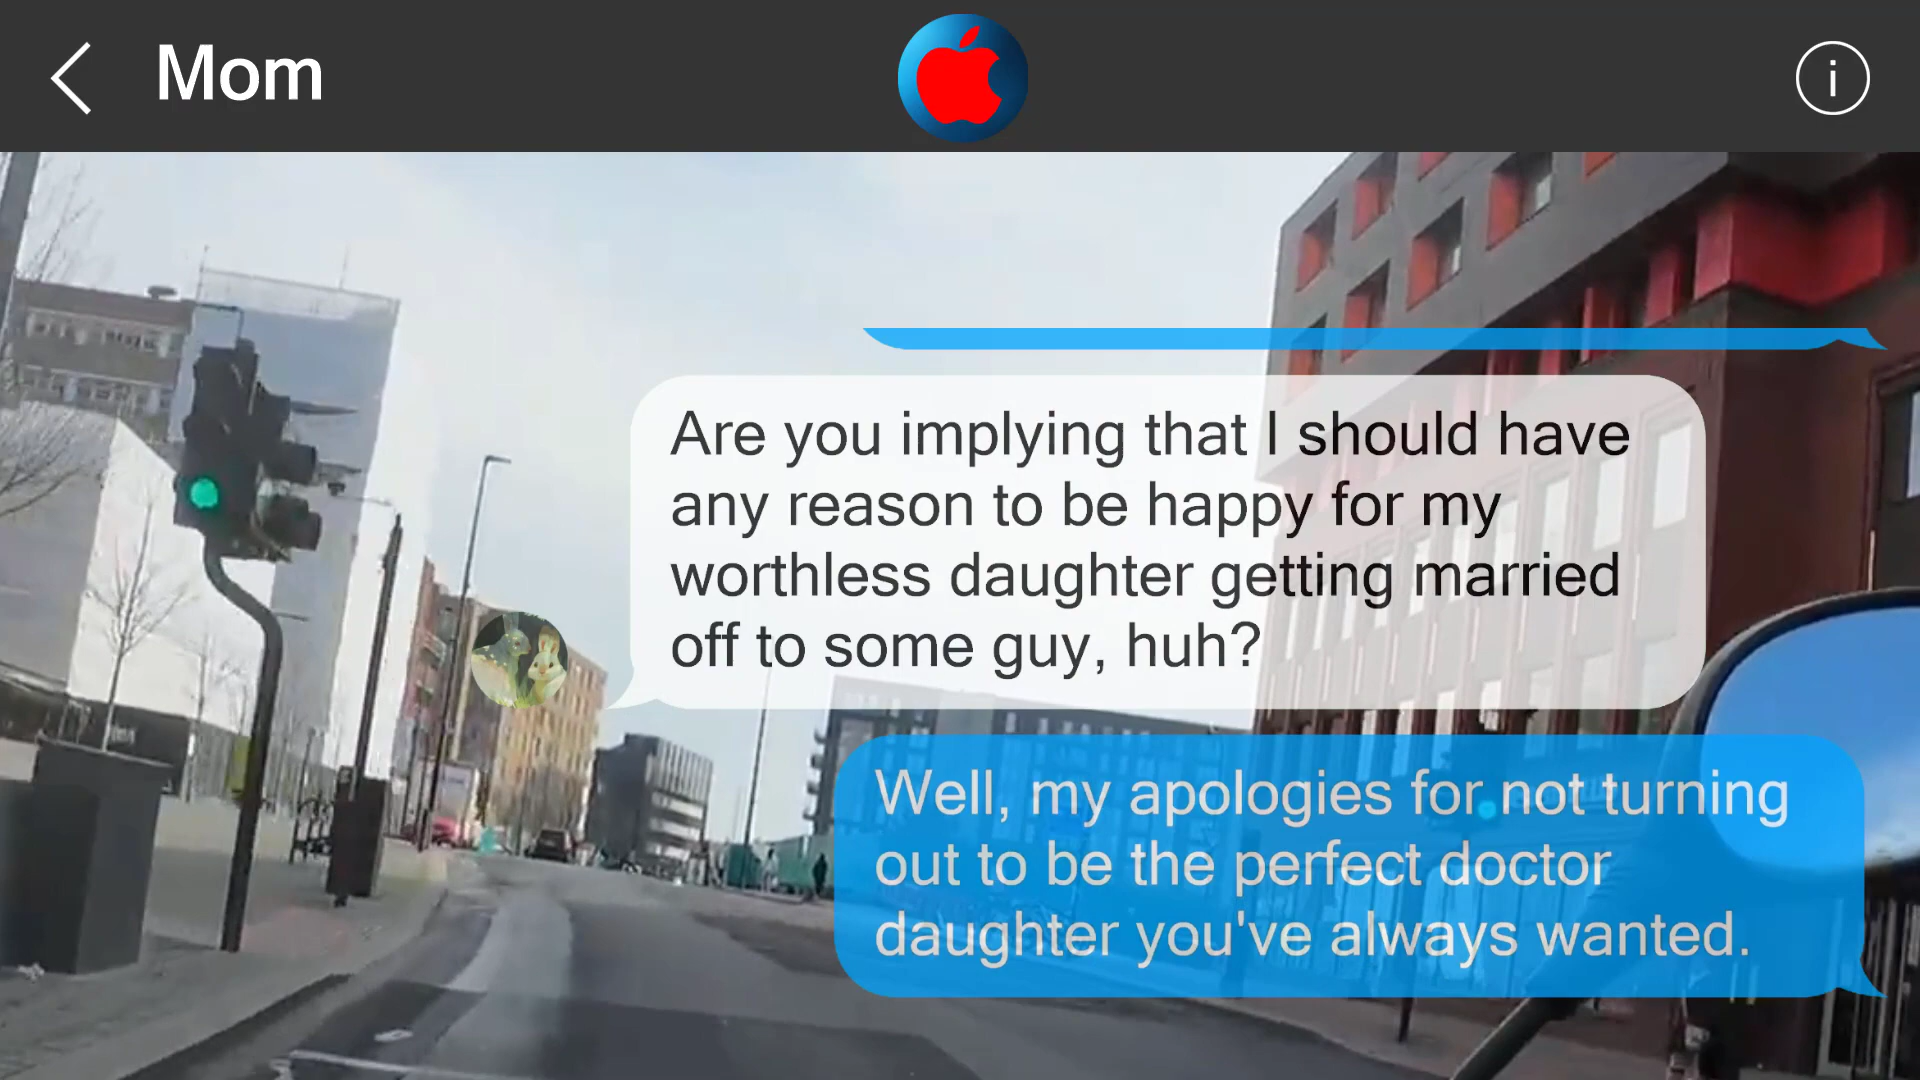 Mom
Are you implying that I should have
any reason to be happy for my
worthless daughter getting married
off to some guy, huh?
Well, my apologies for not turning
out to be the perfect doctor
daughter you've always wanted.